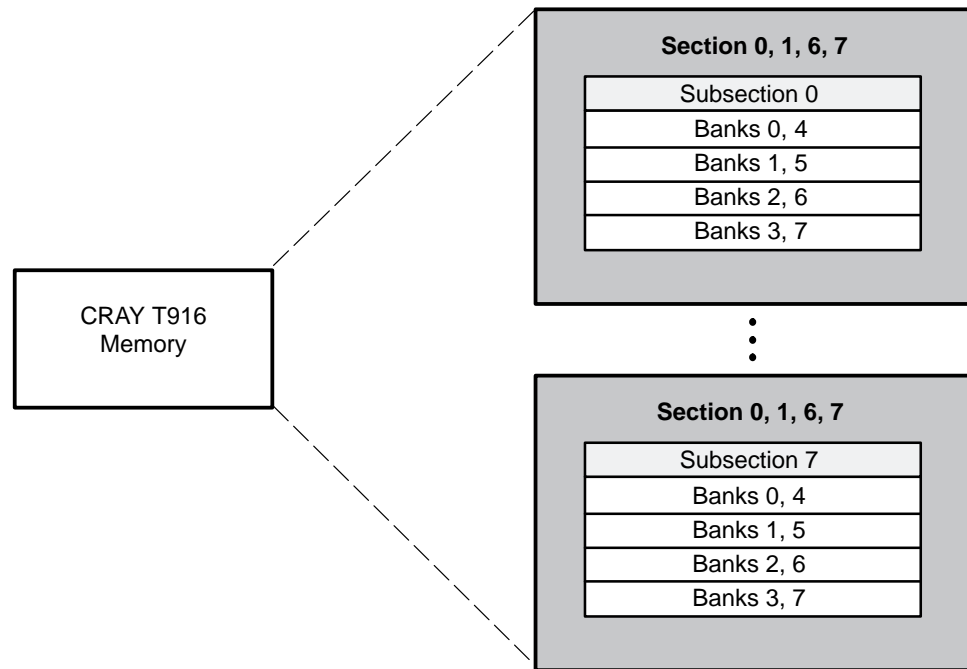 CRAY T916
Memory
Section 0, 1, 6, 7
Subsection 0
Banks 0, 4
Banks 1, 5
Banks 2, 6
Banks 3, 7
Section 0, 1, 6, 7
Subsection 7
Banks 0, 4
Banks 1, 5
Banks 2, 6
Banks 3, 7